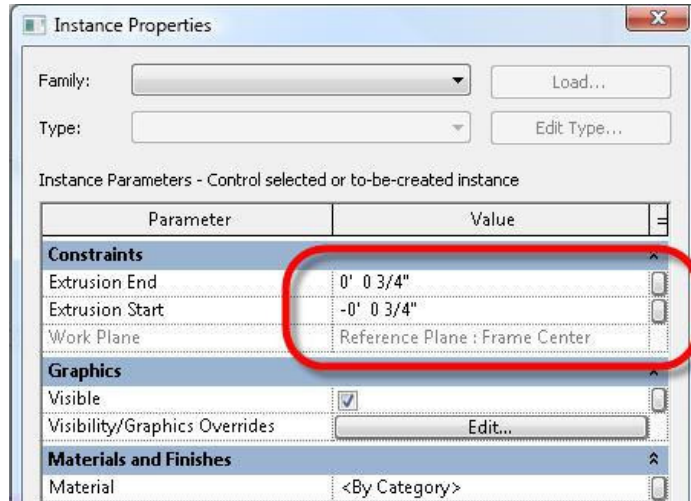 Instance Properties
Family: Load...
Type: Edit Type...
Instance Parameters - Control selected or to-be-created instance
Parameter Value =
Constraints
Extrusion End 0' 0 3/4"
Extrusion Start -0' 0 3/4"
Work Plane Reference Plane : Frame Center
Graphics
Visible
Visibility/Graphics Overrides Edit...
Materials and Finishes
Material <By Category>